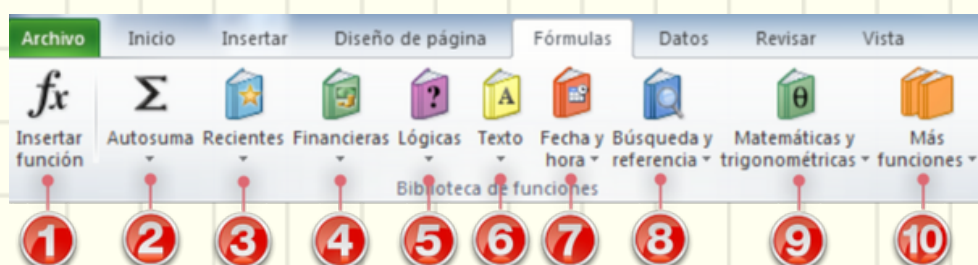 Archivo Inicio Insertar Diseño de página Fórmulas Datos Revisar Vista
fx Σ ? A θ
Insertar Autosuma Recientes Financieras Lógicas Texto Fecha y Búsqueda y Matemáticas y Más
función hora referencia trigonométricas funciones
Biblioteca de funciones
1 2 3 4 5 6 7 8 9 10